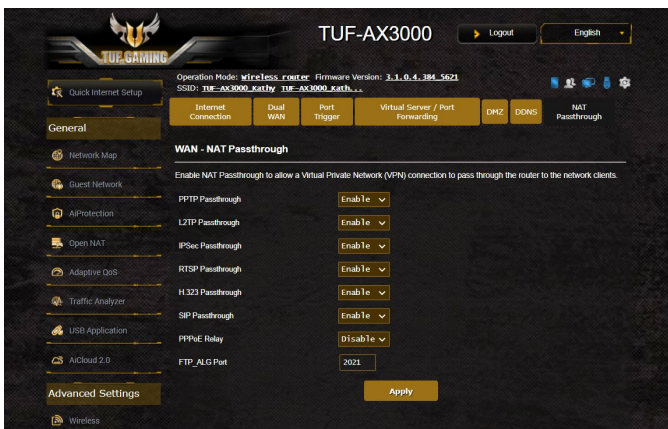 TUF GAMING
TUF-AX3000
Logout
English
Quick Internet Setup
Operation Mode: Wireless router Firmware Version: 3.1.0.4.384_5621
SSID: TUF-AX3000_Kathy TUF-AX3000_Kath...
Internet Connection
Dual WAN
Port Trigger
Virtual Server / Port Forwarding
DMZ
DDNS
NAT Passthrough
General
Network Map
Guest Network
AiProtection
Open NAT
Adaptive QoS
Traffic Analyzer
USB Application
AiCloud 2.0
Advanced Settings
Wireless
WAN - NAT Passthrough
Enable NAT Passthrough to allow a Virtual Private Network (VPN) connection to pass through the router to the network clients.
PPTP Passthrough Enable
L2TP Passthrough Enable
IPSec Passthrough Enable
RTSP Passthrough Enable
H.323 Passthrough Enable
SIP Passthrough Enable
PPPoE Relay Disable
FTP_ALG Port 2021
Apply